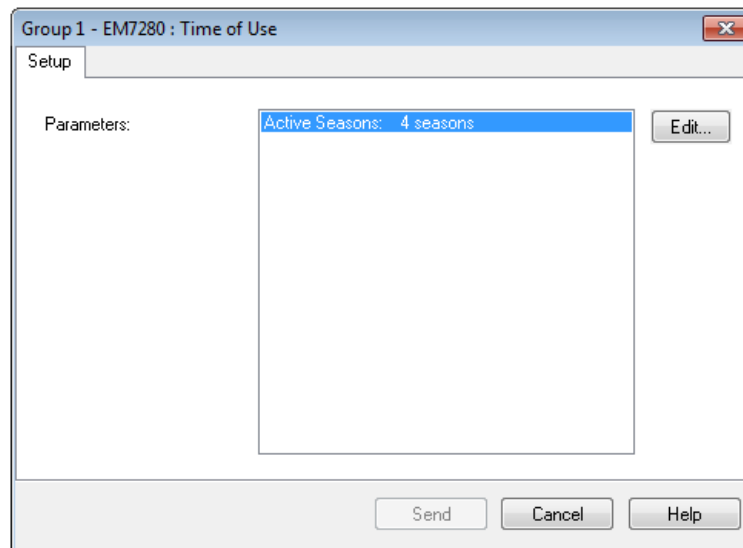 Group 1 - EM7280 : Time of Use
Setup
Parameters:
Active Seasons: 4 seasons
Edit...
Send
Cancel
Help